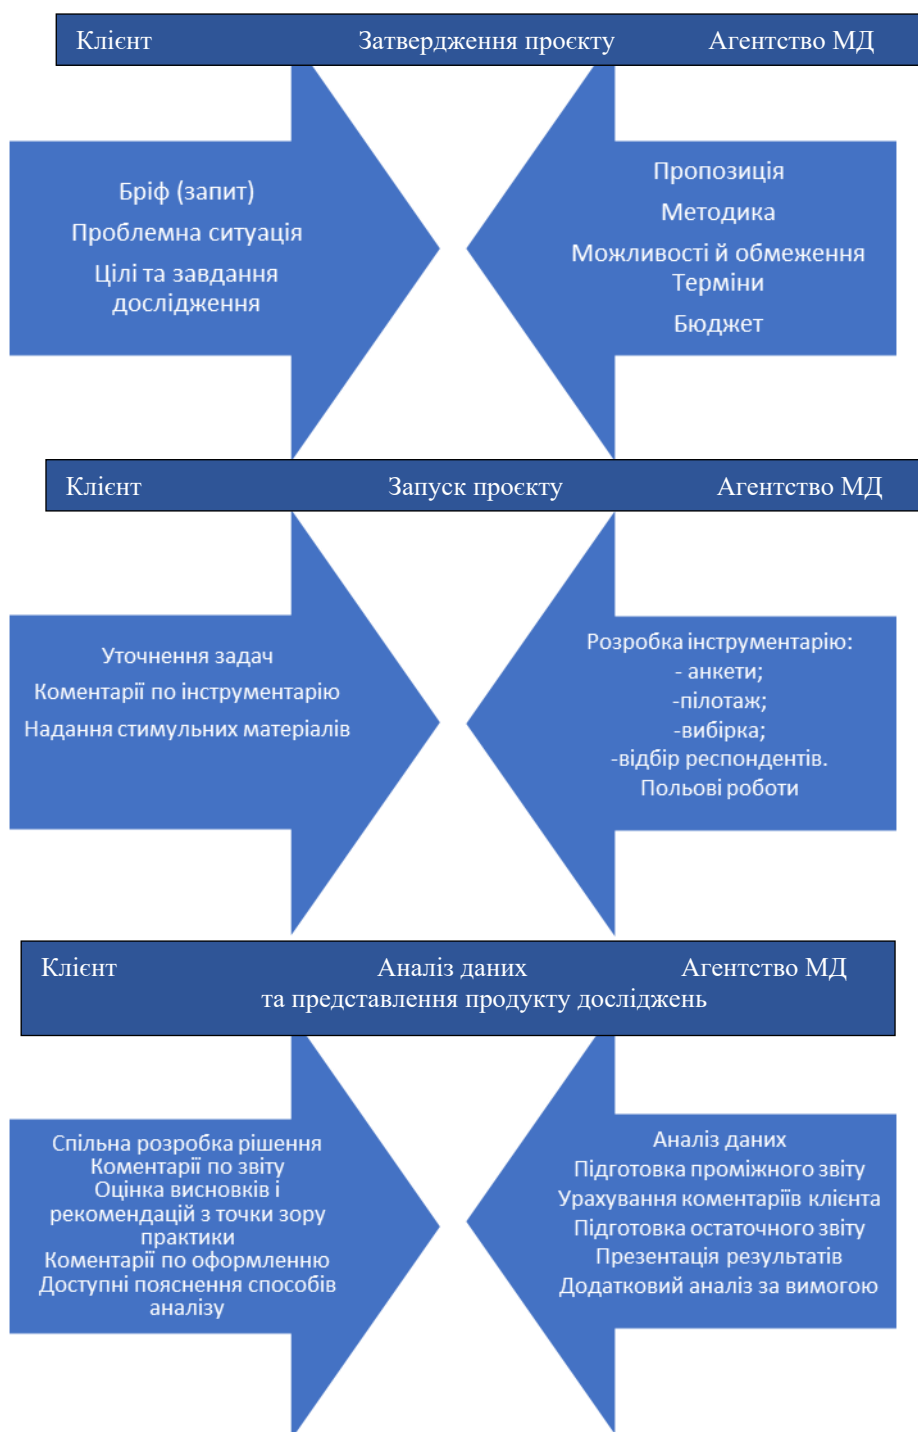 Клієнт Затвердження проєкту Агентство МД
Бріф (запит)
Проблемна ситуація
Цілі та завдання
дослідження
Пропозиція
Методика
Можливості й обмеження
Терміни
Бюджет
Клієнт Запуск проєкту Агентство МД
Уточнення задач
Коментарії по інструментарію
Надання стимульних матеріалів
Розробка інструментарію:
- анкети;
-пілотаж;
-вибірка;
-відбір респондентів.
Польові роботи
Клієнт Аналіз даних Агентство МД
та представлення продукту досліджень
Спільна розробка рішення
Коментарії по звіту
Оцінка висновків і
рекомендацій з точки зору
практики
Коментарії по оформленню
Доступні пояснення способів
аналізу
Аналіз даних
Підготовка проміжного звіту
Урахування коментаріїв клієнта
Підготовка остаточного звіту
Презентація результатів
Додатковий аналіз за вимогою